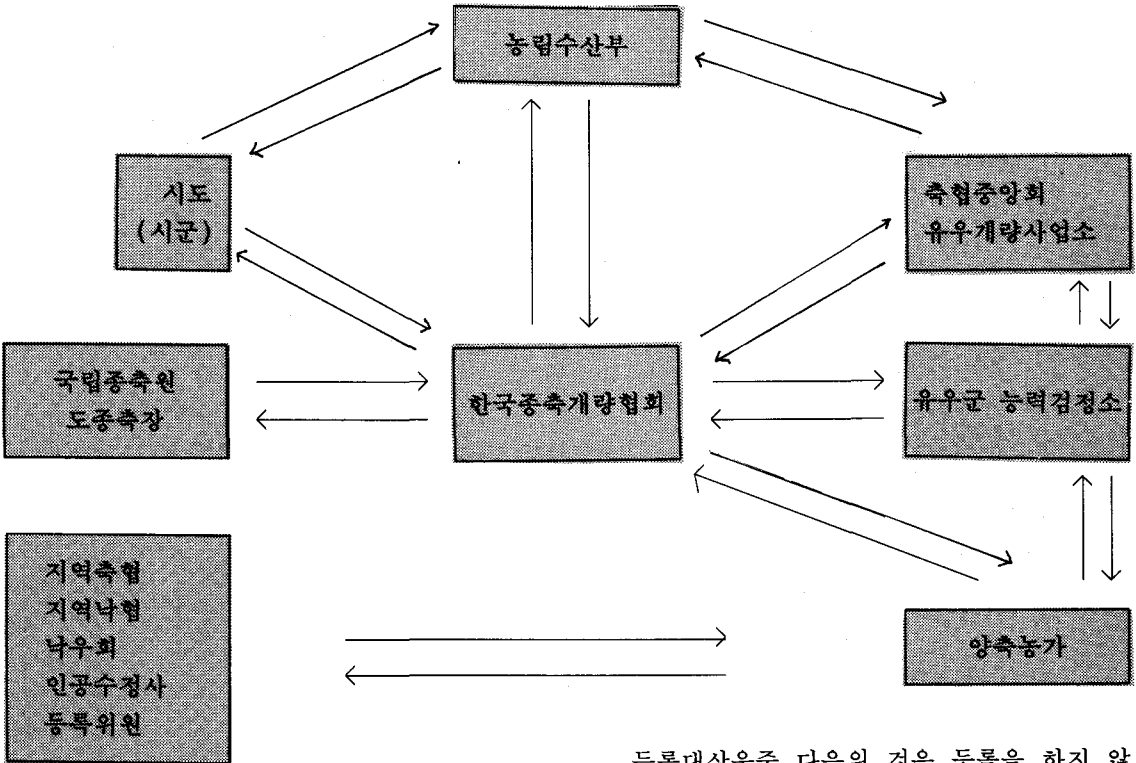 농림수산부
시도
(시군)
축협중앙회
유우개량사업소
국립종축원
도종축장
한국종축개량협회
유우군 능력검정소
지역축협
지역낙협
낙우회
인공수정사
등록위원
양축농가
등록대상우중 다음의 것은 등록을 하지 않